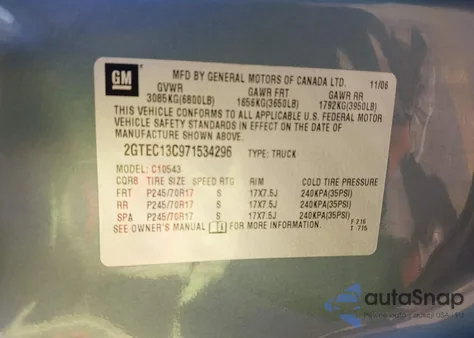 GM
MFD BY GENERAL MOTORS OF CANADA LTD. 11/06
GVWR GAWR FRT GAWR RR
3085KG(6800LB) 1656KG(3650LB) 1792KG(3950LB)
THIS VEHICLE CONFORMS TO ALL APPLICABLE U.S. FEDERAL MOTOR
VEHICLE SAFETY STANDARDS IN EFFECT ON THE DATE OF
MANUFACTURE SHOWN ABOVE.
2GTEC13C971534296 TYPE: TRUCK
MODEL: C10543
CQR8 TIRE SIZE SPEED RTG RIM COLD TIRE PRESSURE
FRT P245/70R17 S 17X7.5J 240KPA(35PSI)
RR P245/70R17 S 17X7.5J 240KPA(35PSI)
SPA P245/70R17 S 17X7.5J 240KPA(35PSI)
SEE OWNER'S MANUAL FOR MORE INFORMATION
F 216
T 715
autoSnap